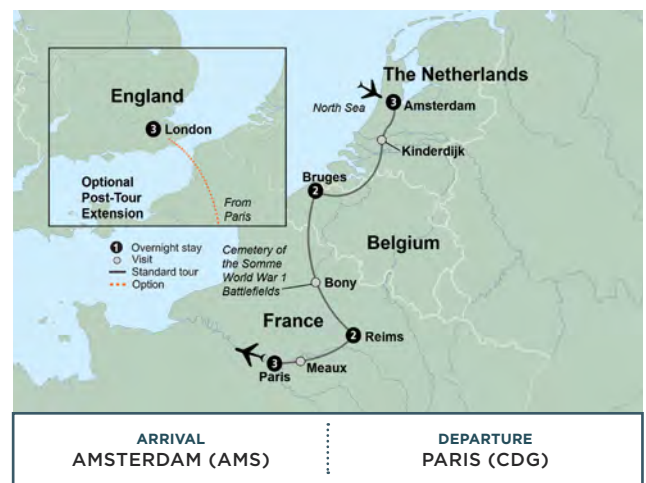 England
3 London
Optional
Post-Tour
Extension
From
Paris
The Netherlands
North Sea
3 Amsterdam
Kinderdijk
Bruges
2
Belgium
1 Overnight stay
Visit
Standard tour
Option
Cemetery of
the Somme
World War 1
Battlefields
Bony
France
2 Reims
3
Paris
Meaux
ARRIVAL
AMSTERDAM (AMS)
DEPARTURE
PARIS (CDG)